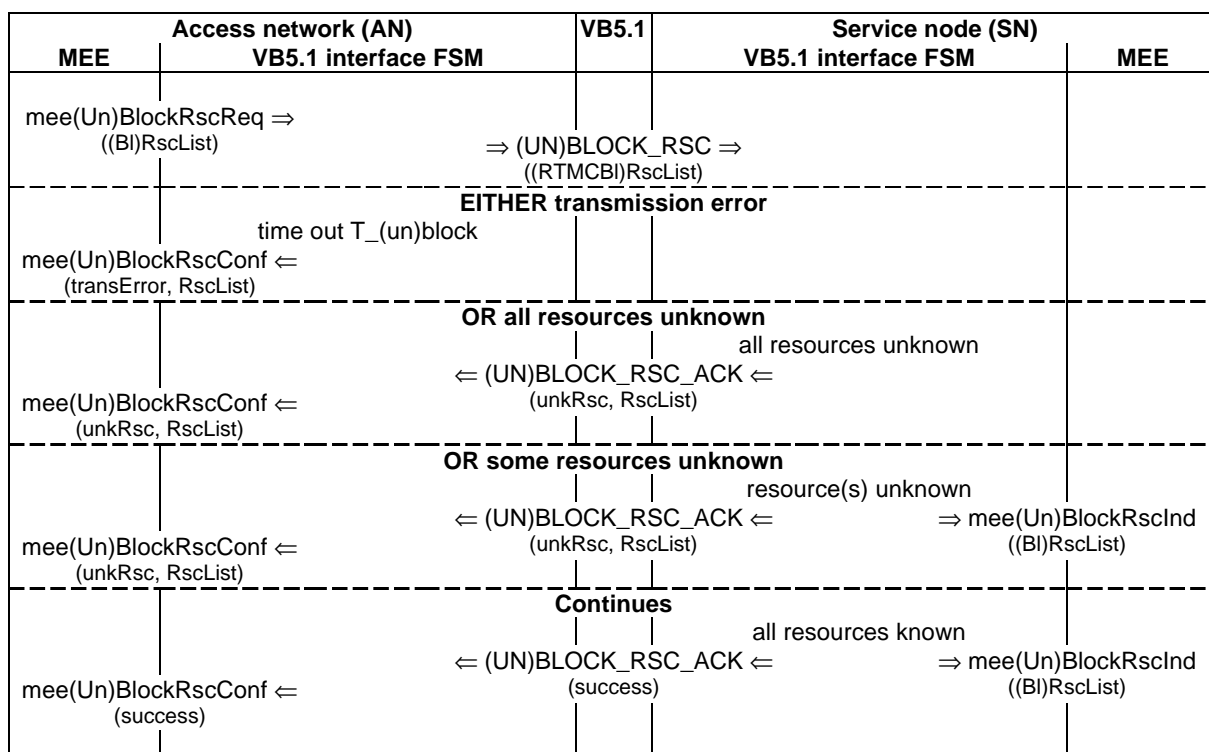 Access network (AN) VB5.1 Service node (SN)
MEE VB5.1 interface FSM VB5.1 interface FSM MEE
mee(Un)BlockRscReq ⇒
((Bl)RscList) ⇒ (UN)BLOCK_RSC ⇒
((RTMCBl)RscList)
EITHER transmission error
time out T_(un)block
mee(Un)BlockRscConf ⇐
(transError, RscList)
OR all resources unknown
all resources unknown
⇐ (UN)BLOCK_RSC_ACK ⇐
mee(Un)BlockRscConf ⇐ (unkRsc, RscList)
(unkRsc, RscList)
OR some resources unknown
resource(s) unknown
⇐ (UN)BLOCK_RSC_ACK ⇐ ⇒ mee(Un)BlockRscInd
mee(Un)BlockRscConf ⇐ (unkRsc, RscList) ((Bl)RscList)
(unkRsc, RscList)
Continues
all resources known
⇐ (UN)BLOCK_RSC_ACK ⇐ ⇒ mee(Un)BlockRscInd
mee(Un)BlockRscConf ⇐ (success) ((Bl)RscList)
(success)